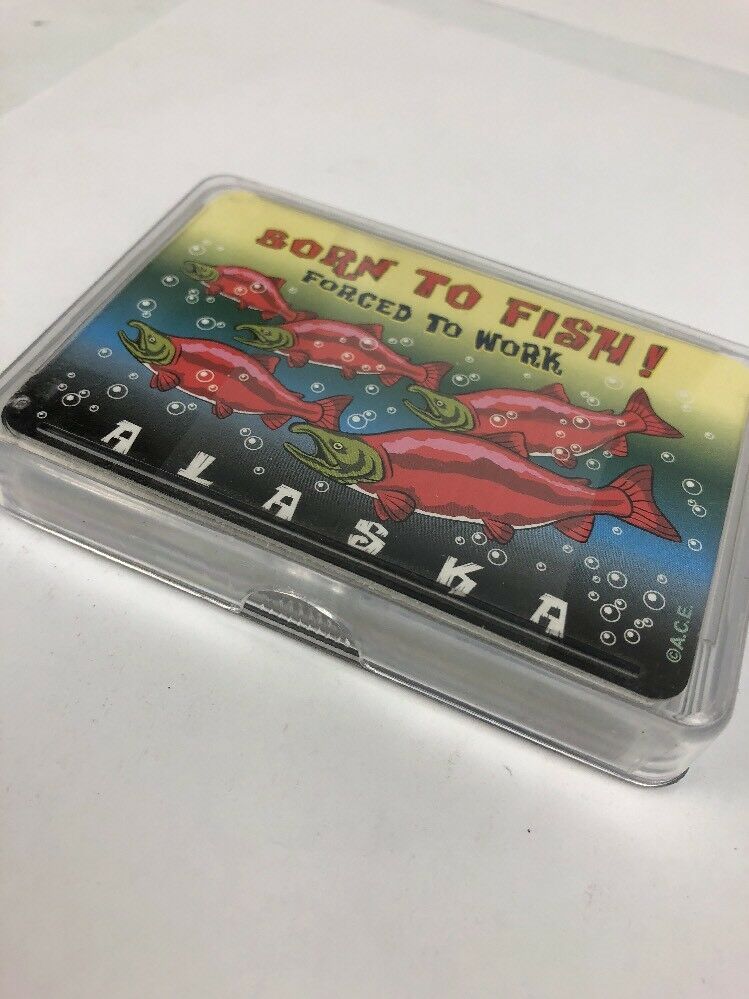 BORN TO FISH!
FORCED TO WORK
ALASKA
©A.C.E.